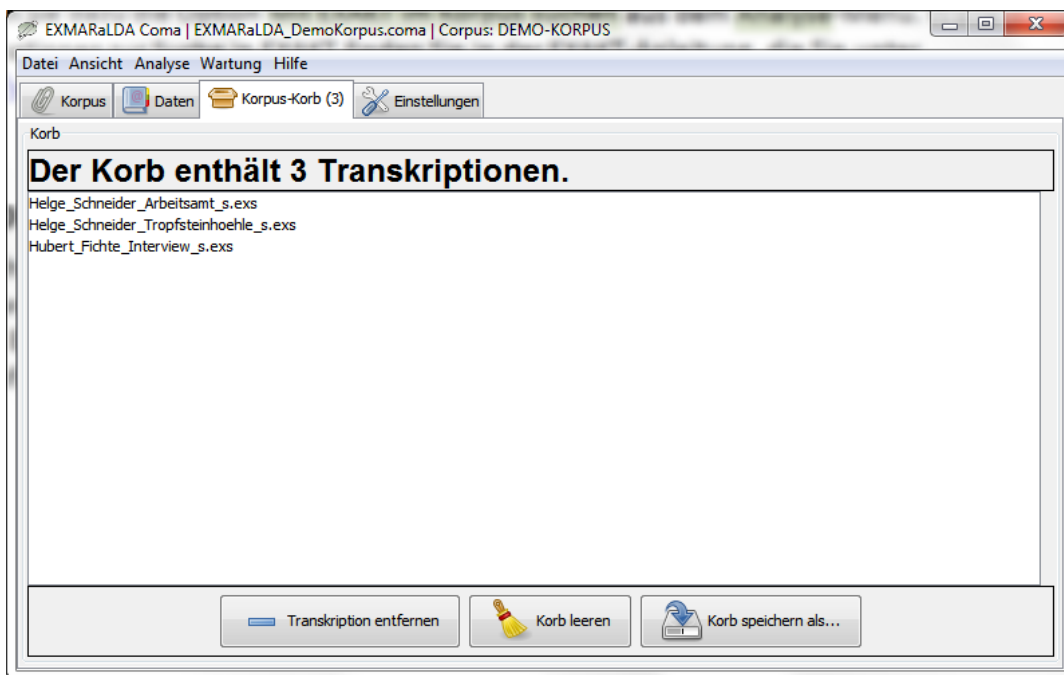 EXMARaLDA Coma | EXMARaLDA_DemoKorpus.coma | Corpus: DEMO-KORPUS
Datei Ansicht Analyse Wartung Hilfe
Korpus Daten Korpus-Korb (3) Einstellungen
Korb
Der Korb enthält 3 Transkriptionen.
Helge_Schneider_Arbeitsamt_s.exs
Helge_Schneider_Tropfsteinhoehle_s.exs
Hubert_Fichte_Interview_s.exs
Transkription entfernen Korb leeren Korb speichern als...